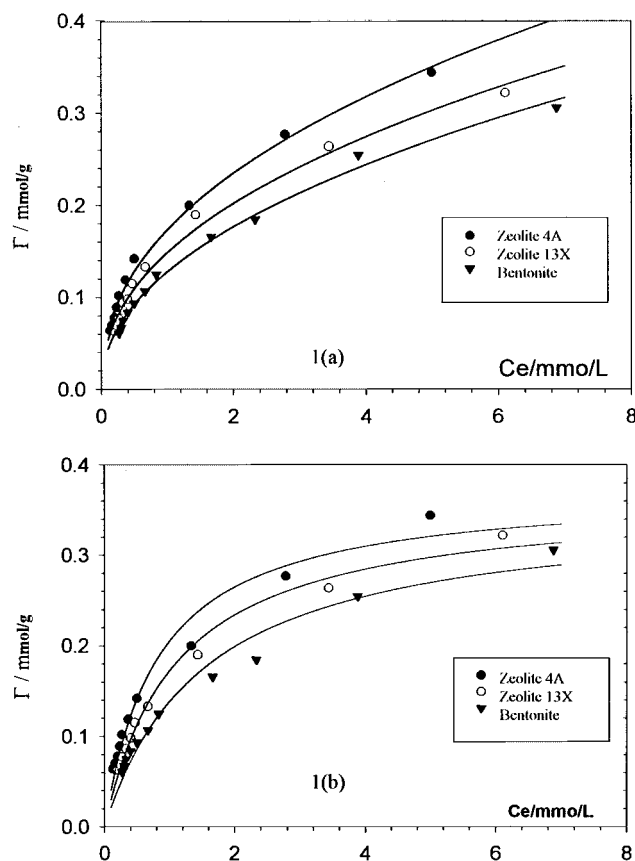 0.4
0.3
0.2
0.1
0.0
Γ / mmol/g
Zeolite 4A
Zeolite 13X
Bentonite
1(a)
Ce/mmo/L
0 2 4 6 8
0.4
0.3
0.2
0.1
0.0
Γ / mmol/g
Zeolite 4A
Zeolite 13X
Bentonite
1(b)
Ce/mmo/L
0 2 4 6 8